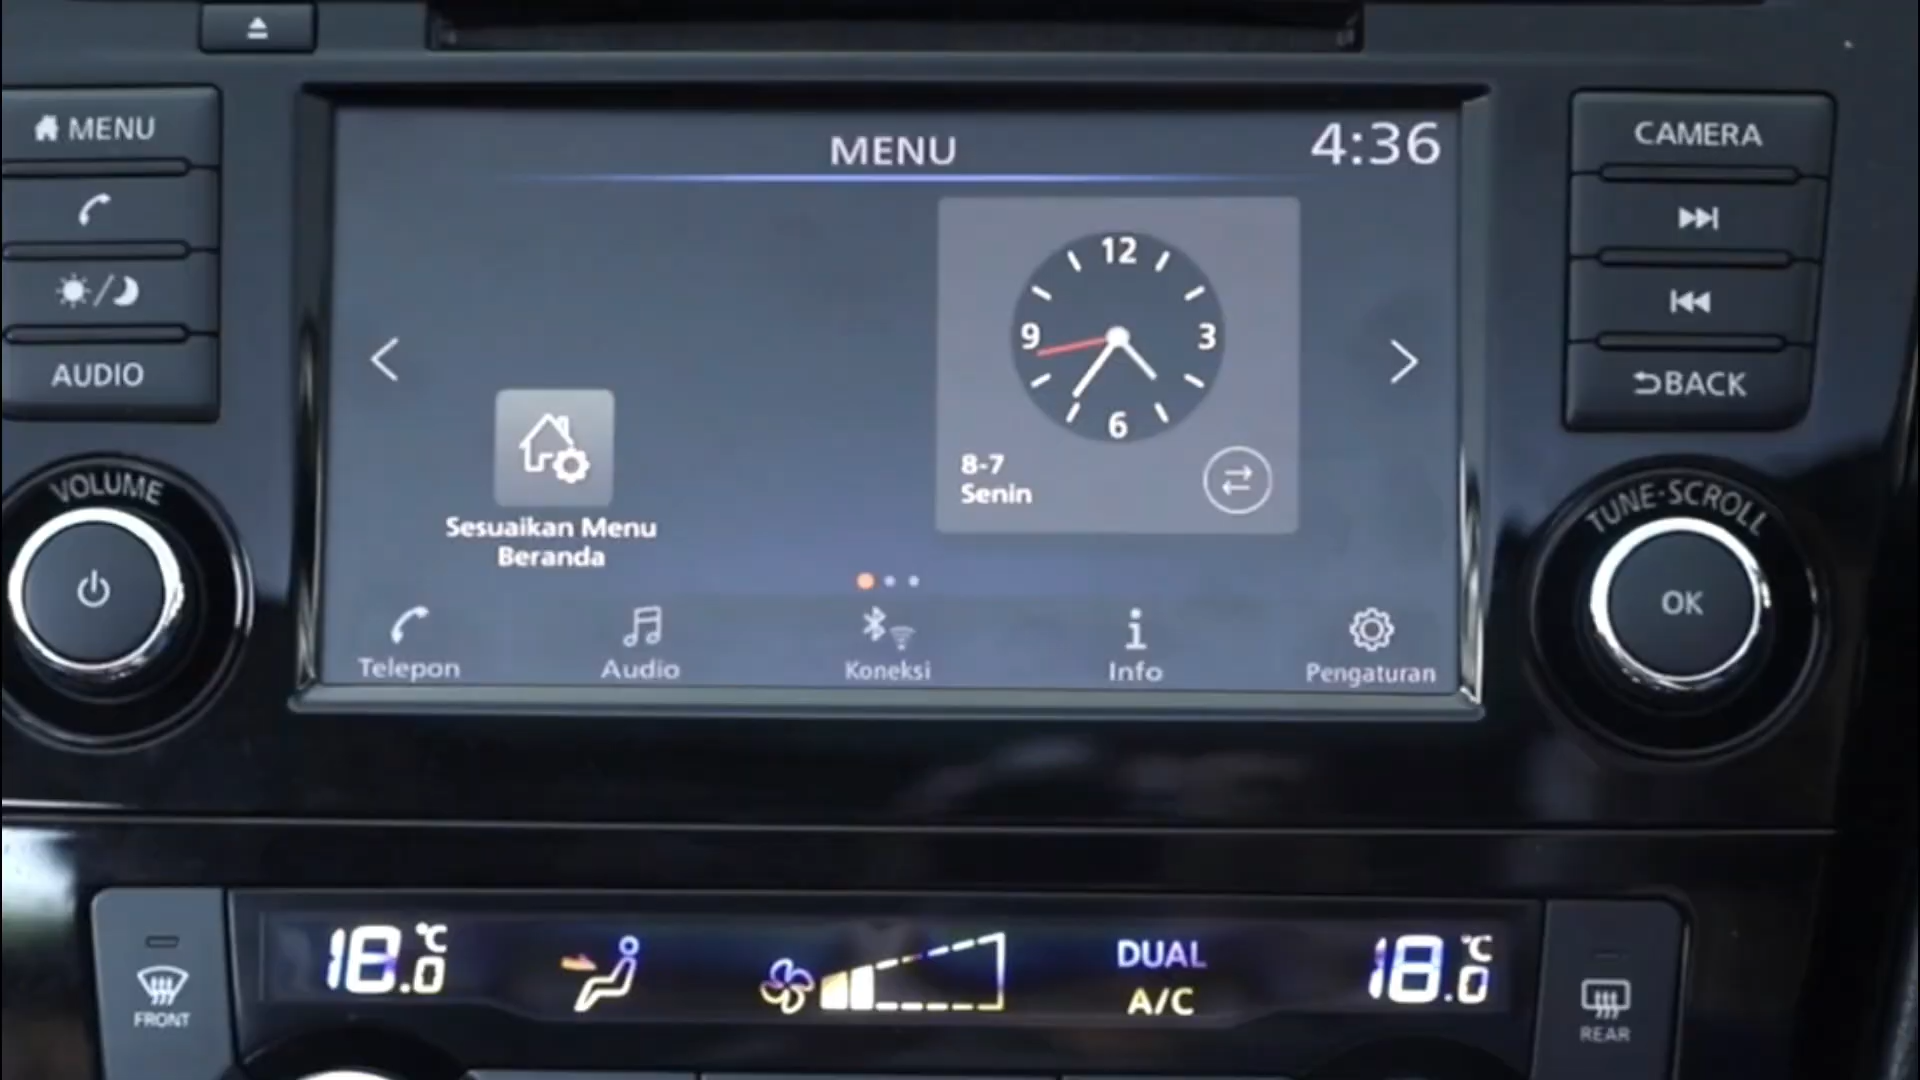 MENU
AUDIO
VOLUME
MENU
4:36
12
9
3
6
8-7
Senin
Sesuaikan Menu
Beranda
Telepon
Audio
Koneksi
Info
Pengaturan
CAMERA
BACK
TUNE·SCROLL
OK
FRONT
18.0 °C
DUAL
A/C
18.0 °C
REAR